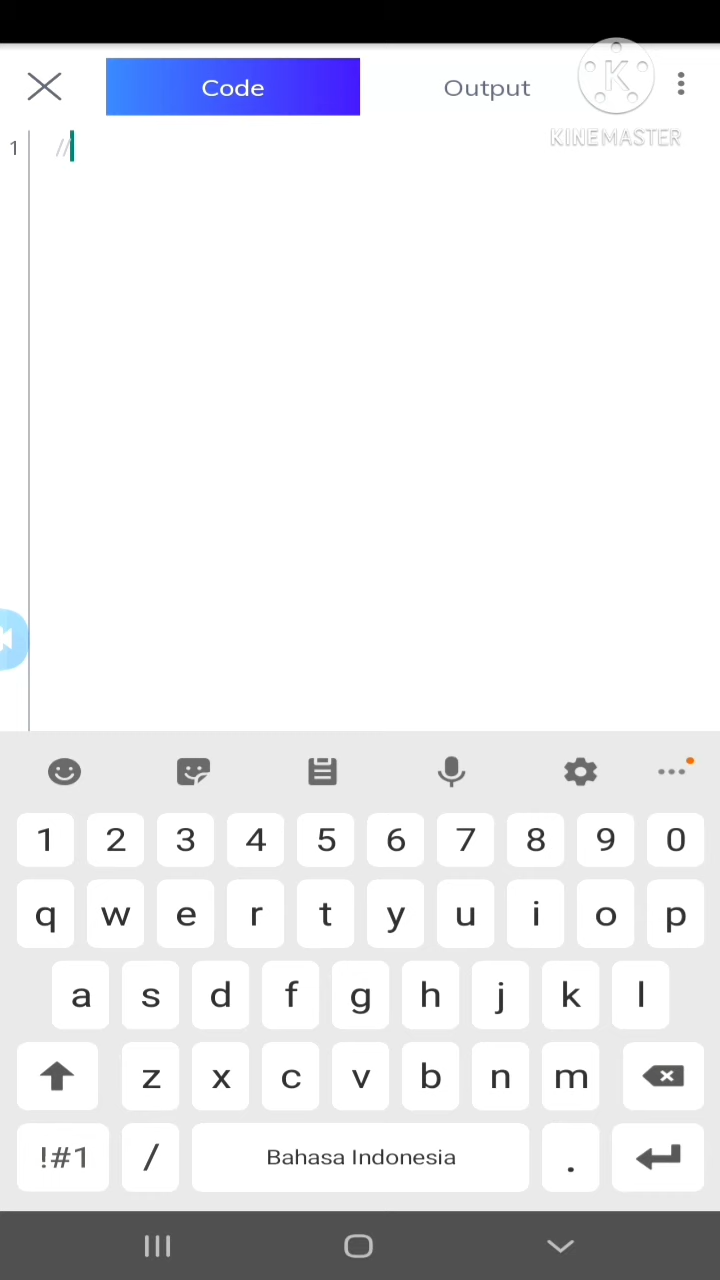 Code
Output
K
KINEMASTER
1
//
1 2 3 4 5 6 7 8 9 0
q w e r t y u i o p
a s d f g h j k l
z x c v b n m
!#1 / Bahasa Indonesia .